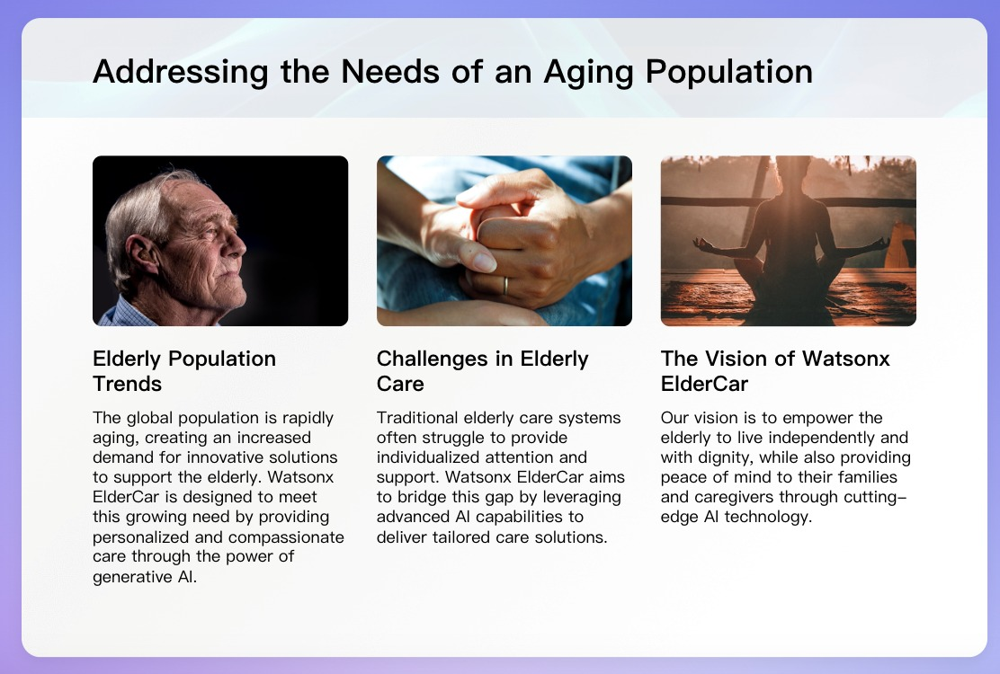 Addressing the Needs of an Aging Population
Elderly Population
Trends
The global population is rapidly
aging, creating an increased
demand for innovative solutions
to support the elderly. Watsonx
ElderCar is designed to meet
this growing need by providing
personalized and compassionate
care through the power of
generative AI.
Challenges in Elderly
Care
Traditional elderly care systems
often struggle to provide
individualized attention and
support. Watsonx ElderCar aims
to bridge this gap by leveraging
advanced AI capabilities to
deliver tailored care solutions.
The Vision of Watsonx
ElderCar
Our vision is to empower the
elderly to live independently and
with dignity, while also providing
peace of mind to their families
and caregivers through cutting-
edge AI technology.